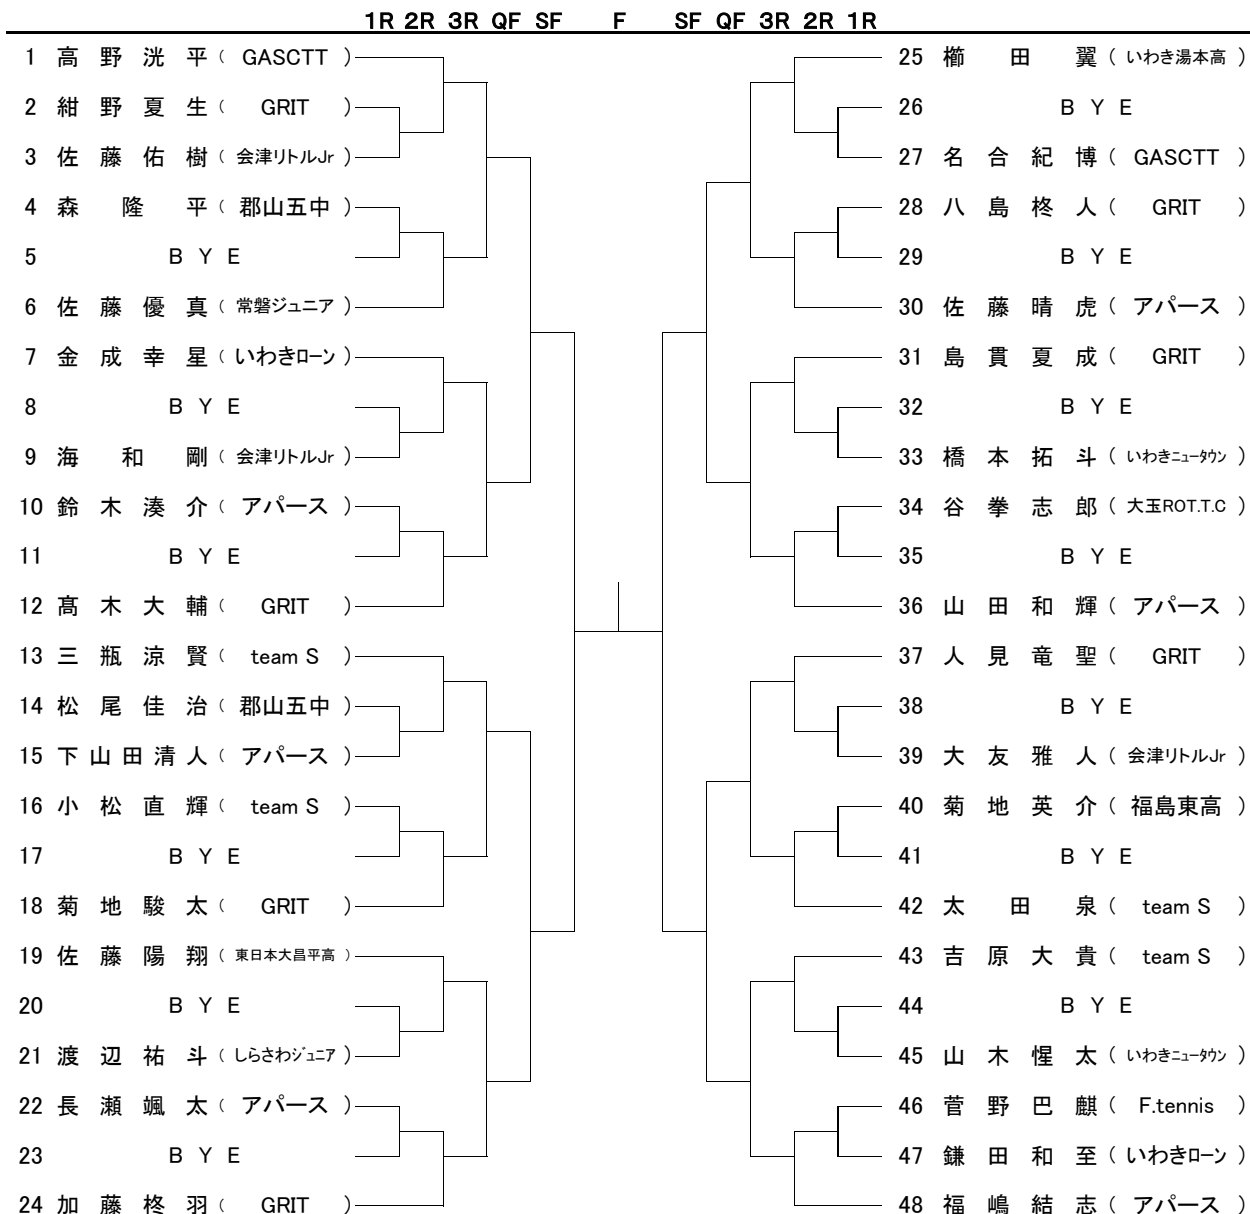 1R 2R 3R QF SF F SF QF 3R 2R 1R
1 高野洸平 ( GASCTT )
2 紺野夏生 ( GRIT )
3 佐藤佑樹 ( 会津リトルJr )
4 森隆平 ( 郡山五中 )
5 BYE
6 佐藤優真 ( 常磐ジュニア )
7 金成幸星 ( いわきローン )
8 BYE
9 海和剛 ( 会津リトルJr )
10 鈴木湊介 ( アパース )
11 BYE
12 髙木大輔 ( GRIT )
13 三瓶涼賢 ( team S )
14 松尾佳治 ( 郡山五中 )
15 下山田清人 ( アパース )
16 小松直輝 ( team S )
17 BYE
18 菊地駿太 ( GRIT )
19 佐藤陽翔 ( 東日本大昌平高 )
20 BYE
21 渡辺祐斗 ( しらさわジュニア )
22 長瀬颯太 ( アパース )
23 BYE
24 加藤柊羽 ( GRIT )
25 櫛田翼 ( いわき湯本高 )
26 BYE
27 名合紀博 ( GASCTT )
28 八島柊人 ( GRIT )
29 BYE
30 佐藤晴虎 ( アパース )
31 島貫夏成 ( GRIT )
32 BYE
33 橋本拓斗 ( いわきニュータウン )
34 谷拳志郎 ( 大玉ROT.T.C )
35 BYE
36 山田和輝 ( アパース )
37 人見竜聖 ( GRIT )
38 BYE
39 大友雅人 ( 会津リトルJr )
40 菊地英介 ( 福島東高 )
41 BYE
42 太田泉 ( team S )
43 吉原大貴 ( team S )
44 BYE
45 山木惺太 ( いわきニュータウン )
46 菅野巴麒 ( F.tennis )
47 鎌田和至 ( いわきローン )
48 福嶋結志 ( アパース )